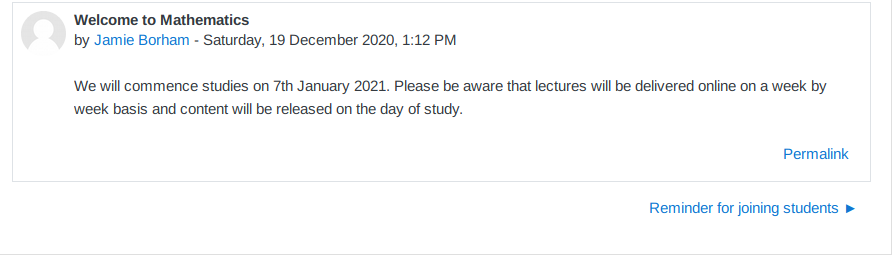 Welcome to Mathematics
by Jamie Borham - Saturday, 19 December 2020, 1:12 PM
We will commence studies on 7th January 2021. Please be aware that lectures will be delivered online on a week by
week basis and content will be released on the day of study.
Permalink
Reminder for joining students ►